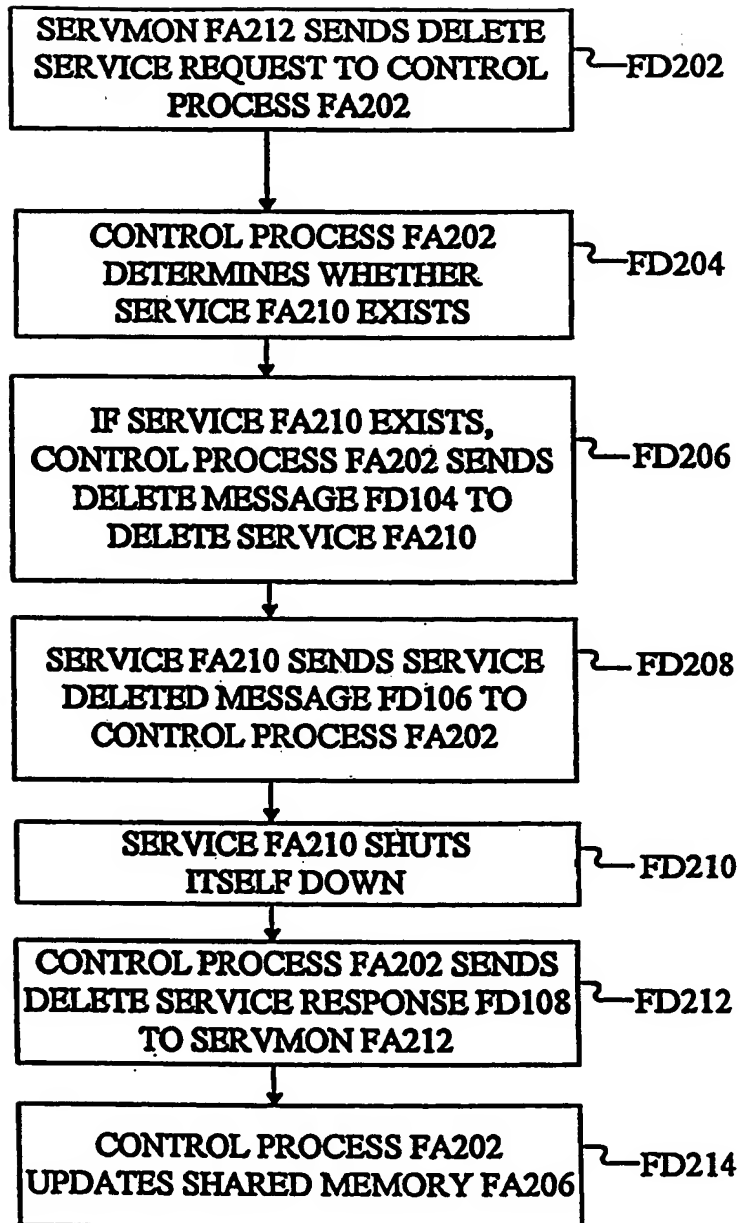 SERVMON FA212 SENDS DELETE
SERVICE REQUEST TO CONTROL
PROCESS FA202
FD202
CONTROL PROCESS FA202
DETERMINES WHETHER
SERVICE FA210 EXISTS
FD204
IF SERVICE FA210 EXISTS,
CONTROL PROCESS FA202 SENDS
DELETE MESSAGE FD104 TO
DELETE SERVICE FA210
FD206
SERVICE FA210 SENDS SERVICE
DELETED MESSAGE FD106 TO
CONTROL PROCESS FA202
FD208
SERVICE FA210 SHUTS
ITSELF DOWN
FD210
CONTROL PROCESS FA202 SENDS
DELETE SERVICE RESPONSE FD108
TO SERVMON FA212
FD212
CONTROL PROCESS FA202
UPDATES SHARED MEMORY FA206
FD214